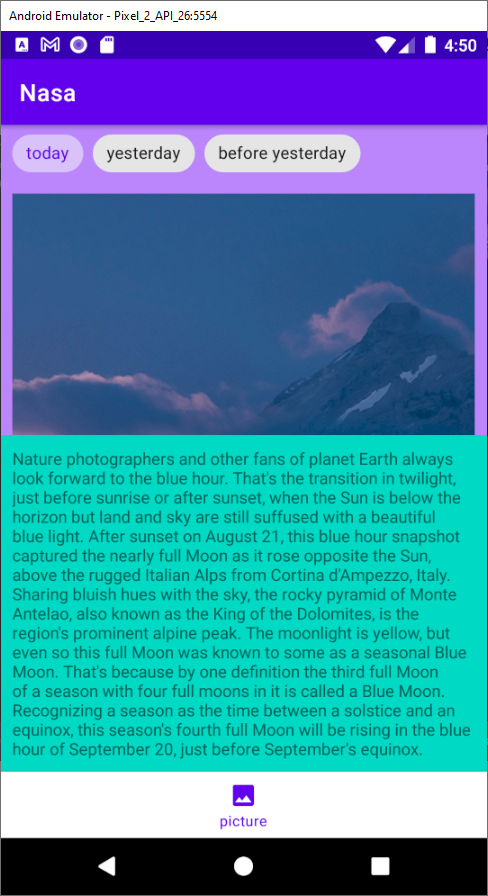 Android Emulator - Pixel_2_API_26:5554
4:50
Nasa
today
yesterday
before yesterday
Nature photographers and other fans of planet Earth always
look forward to the blue hour. That's the transition in twilight,
just before sunrise or after sunset, when the Sun is below the
horizon but land and sky are still suffused with a beautiful
blue light. After sunset on August 21, this blue hour snapshot
captured the nearly full Moon as it rose opposite the Sun,
above the rugged Italian Alps from Cortina d'Ampezzo, Italy.
Sharing bluish hues with the sky, the rocky pyramid of Monte
Antelao, also known as the King of the Dolomites, is the
region's prominent alpine peak. The moonlight is yellow, but
even so this full Moon was known to some as a seasonal Blue
Moon. That's because by one definition the third full Moon
of a season with four full moons in it is called a Blue Moon.
Recognizing a season as the time between a solstice and an
equinox, this season's fourth full Moon will be rising in the blue
hour of September 20, just before September's equinox.
picture